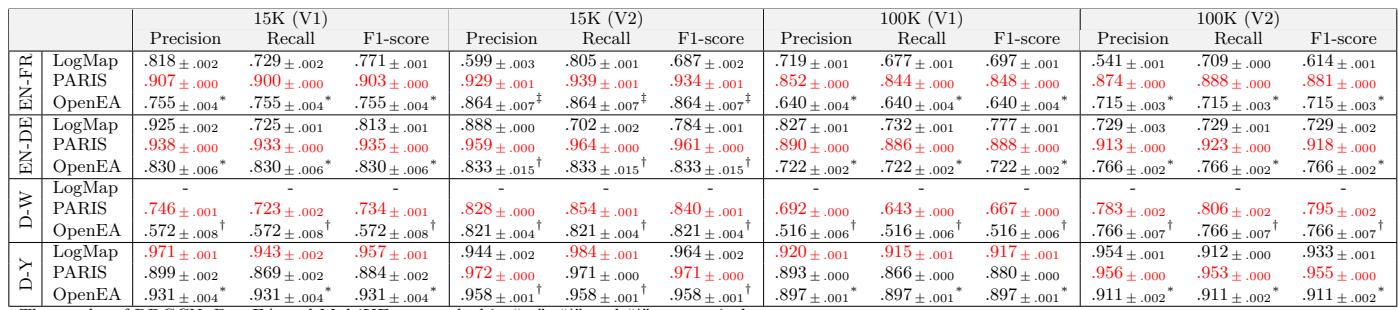 15K (V1) 15K (V2) 100K (V1) 100K (V2)
Precision Recall F1-score Precision Recall F1-score Precision Recall F1-score Precision Recall F1-score
EN-FR
LogMap .818 ± .002 .729 ± .002 .771 ± .001 .599 ± .003 .805 ± .001 .687 ± .002 .719 ± .001 .677 ± .001 .697 ± .001 .541 ± .001 .709 ± .000 .614 ± .001
PARIS .907 ± .000 .900 ± .000 .903 ± .000 .929 ± .001 .939 ± .001 .934 ± .001 .852 ± .000 .844 ± .000 .848 ± .000 .874 ± .000 .888 ± .000 .881 ± .000
OpenEA .755 ± .004* .755 ± .004* .755 ± .004* .864 ± .007‡ .864 ± .007‡ .864 ± .007‡ .640 ± .004* .640 ± .004* .640 ± .004* .715 ± .003* .715 ± .003* .715 ± .003*
EN-DE
LogMap .925 ± .002 .725 ± .001 .813 ± .001 .888 ± .000 .702 ± .002 .784 ± .001 .827 ± .001 .732 ± .001 .777 ± .001 .729 ± .003 .729 ± .001 .729 ± .002
PARIS .938 ± .000 .933 ± .000 .935 ± .000 .959 ± .000 .964 ± .000 .961 ± .000 .890 ± .000 .886 ± .000 .888 ± .000 .913 ± .000 .923 ± .000 .918 ± .000
OpenEA .830 ± .006* .830 ± .006* .830 ± .006* .833 ± .015† .833 ± .015† .833 ± .015† .722 ± .002* .722 ± .002* .722 ± .002* .766 ± .002* .766 ± .002* .766 ± .002*
D-W
LogMap - - - - - - - - - - - -
PARIS .746 ± .001 .723 ± .002 .734 ± .001 .828 ± .000 .854 ± .001 .840 ± .001 .692 ± .000 .643 ± .000 .667 ± .000 .783 ± .002 .806 ± .002 .795 ± .002
OpenEA .572 ± .008† .572 ± .008† .572 ± .008† .821 ± .004† .821 ± .004† .821 ± .004† .516 ± .006† .516 ± .006† .516 ± .006† .766 ± .007† .766 ± .007† .766 ± .007†
D-Y
LogMap .971 ± .001 .943 ± .002 .957 ± .001 .944 ± .002 .984 ± .001 .964 ± .002 .920 ± .001 .915 ± .001 .917 ± .001 .954 ± .001 .912 ± .000 .933 ± .001
PARIS .899 ± .002 .869 ± .002 .884 ± .002 .972 ± .000 .971 ± .000 .971 ± .000 .893 ± .000 .866 ± .000 .880 ± .000 .956 ± .000 .953 ± .000 .955 ± .000
OpenEA .931 ± .004* .931 ± .004* .931 ± .004* .958 ± .001† .958 ± .001† .958 ± .001† .897 ± .001* .897 ± .001* .897 ± .001* .911 ± .002* .911 ± .002* .911 ± .002*